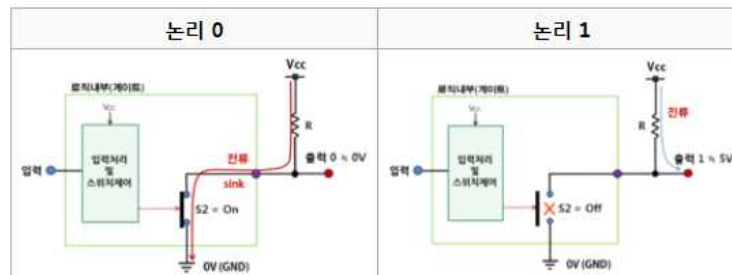 논리 0
논리 1
Vcc
로직내부(게이트)
Vcc
R
입력처리
및
스위치제어
입력
전류
출력 0 ≒ 0V
sink
S2 = On
0V (GND)
Vcc
로직내부(게이트)
Vcc
R
전류
입력처리
및
스위치제어
입력
출력 1 ≒ 5V
S2 = Off
0V (GND)